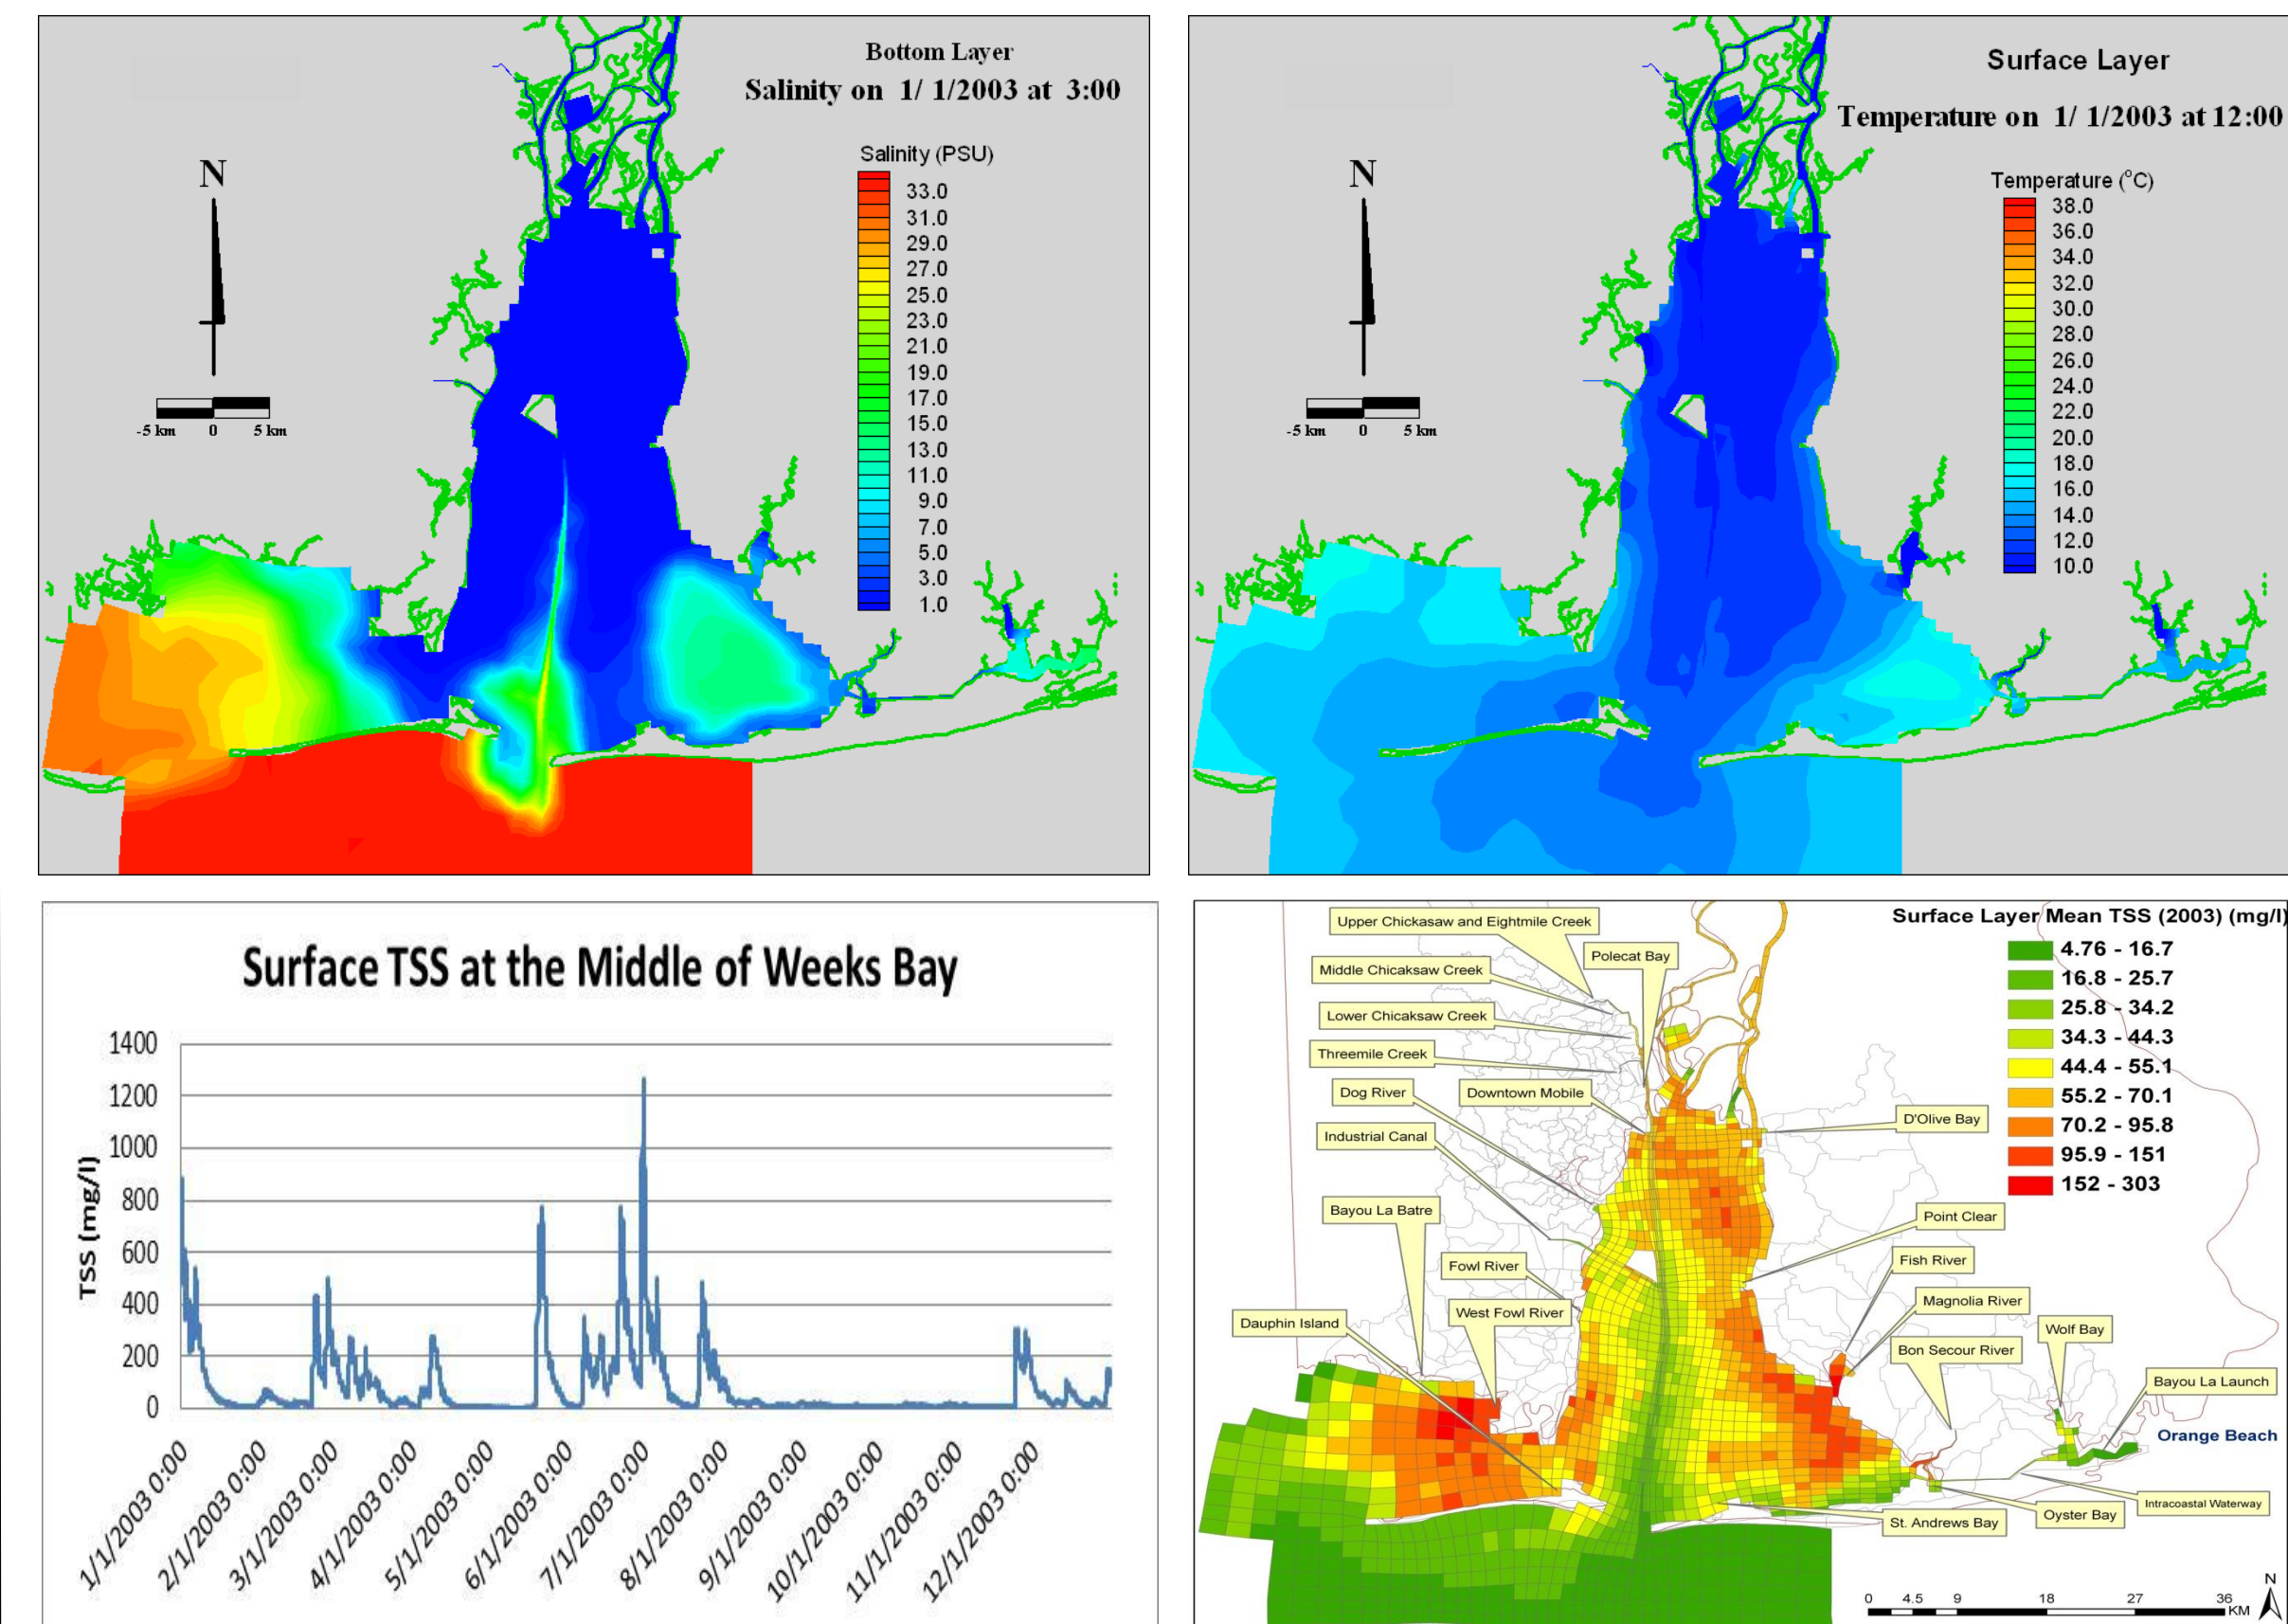 Bottom Layer
Salinity on 1/ 1/2003 at 3:00
Salinity (PSU)
33.0
31.0
29.0
27.0
25.0
23.0
21.0
19.0
17.0
15.0
13.0
11.0
9.0
7.0
5.0
3.0
1.0
N
-5 km 0 5 km
Surface Layer
Temperature on 1/ 1/2003 at 12:00
Temperature (°C)
38.0
36.0
34.0
32.0
30.0
28.0
26.0
24.0
22.0
20.0
18.0
16.0
14.0
12.0
10.0
N
-5 km 0 5 km
Surface TSS at the Middle of Weeks Bay
TSS (mg/l)
1400
1200
1000
800
600
400
200
0
1/1/2003 0:00
2/1/2003 0:00
3/1/2003 0:00
4/1/2003 0:00
5/1/2003 0:00
6/1/2003 0:00
7/1/2003 0:00
8/1/2003 0:00
9/1/2003 0:00
10/1/2003 0:00
11/1/2003 0:00
12/1/2003 0:00
Surface Layer Mean TSS (2003) (mg/l)
4.76 - 16.7
16.8 - 25.7
25.8 - 34.2
34.3 - 44.3
44.4 - 55.1
55.2 - 70.1
70.2 - 95.8
95.9 - 151
152 - 303
Upper Chickasaw and Eightmile Creek
Polecat Bay
Middle Chicaksaw Creek
Lower Chicaksaw Creek
Threemile Creek
Dog River
Downtown Mobile
D'Olive Bay
Industrial Canal
Bayou La Batre
Point Clear
Fowl River
Fish River
West Fowl River
Magnolia River
Dauphin Island
Wolf Bay
Bon Secour River
Bayou La Launch
Orange Beach
Intracoastal Waterway
Oyster Bay
St. Andrews Bay
0 4.5 9 18 27 36
KM
N